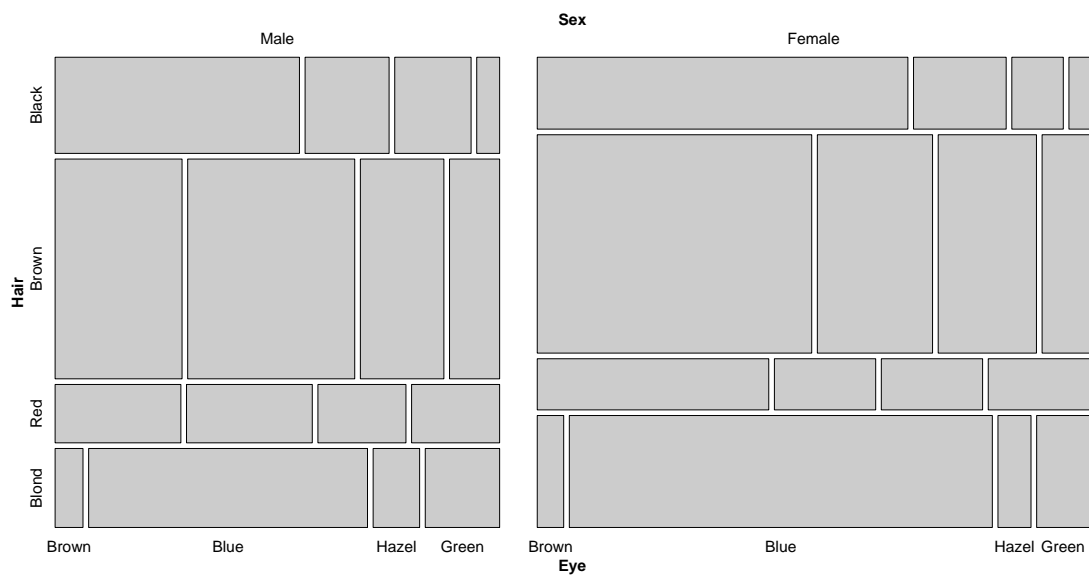 Sex
Male Female
Black
Brown
Hair
Red
Blond
Brown Blue Hazel Green Brown Blue Hazel Green
Eye